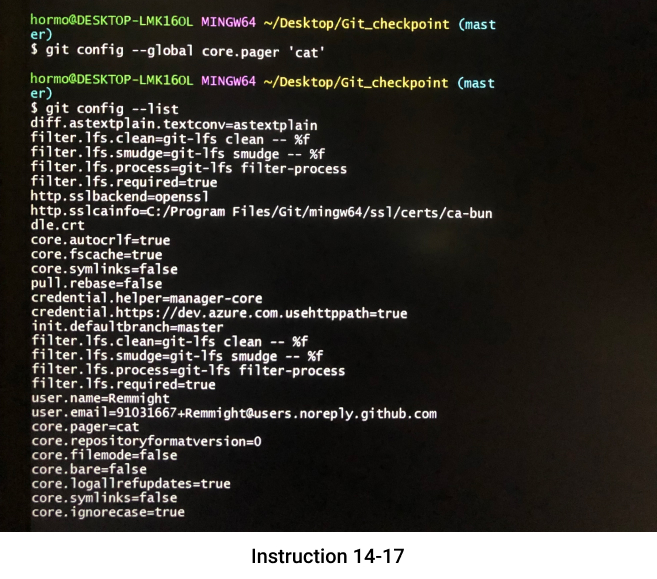 hormo@DESKTOP-LMK16OL MINGW64 ~/Desktop/Git_checkpoint (mast
er)
$ git config --global core.pager 'cat'
hormo@DESKTOP-LMK16OL MINGW64 ~/Desktop/Git_checkpoint (mast
er)
$ git config --list
diff.astextplain.textconv=astextplain
filter.lfs.clean=git-lfs clean -- %f
filter.lfs.smudge=git-lfs smudge -- %f
filter.lfs.process=git-lfs filter-process
filter.lfs.required=true
http.sslbackend=openssl
http.sslcainfo=C:/Program Files/Git/mingw64/ssl/certs/ca-bun
dle.crt
core.autocrlf=true
core.fscache=true
core.symlinks=false
pull.rebase=false
credential.helper=manager-core
credential.https://dev.azure.com.usehttppath=true
init.defaultbranch=master
filter.lfs.clean=git-lfs clean -- %f
filter.lfs.smudge=git-lfs smudge -- %f
filter.lfs.process=git-lfs filter-process
filter.lfs.required=true
user.name=Remmight
user.email=91031667+Remmight@users.noreply.github.com
core.pager=cat
core.repositoryformatversion=0
core.filemode=false
core.bare=false
core.logallrefupdates=true
core.symlinks=false
core.ignorecase=true
Instruction 14-17